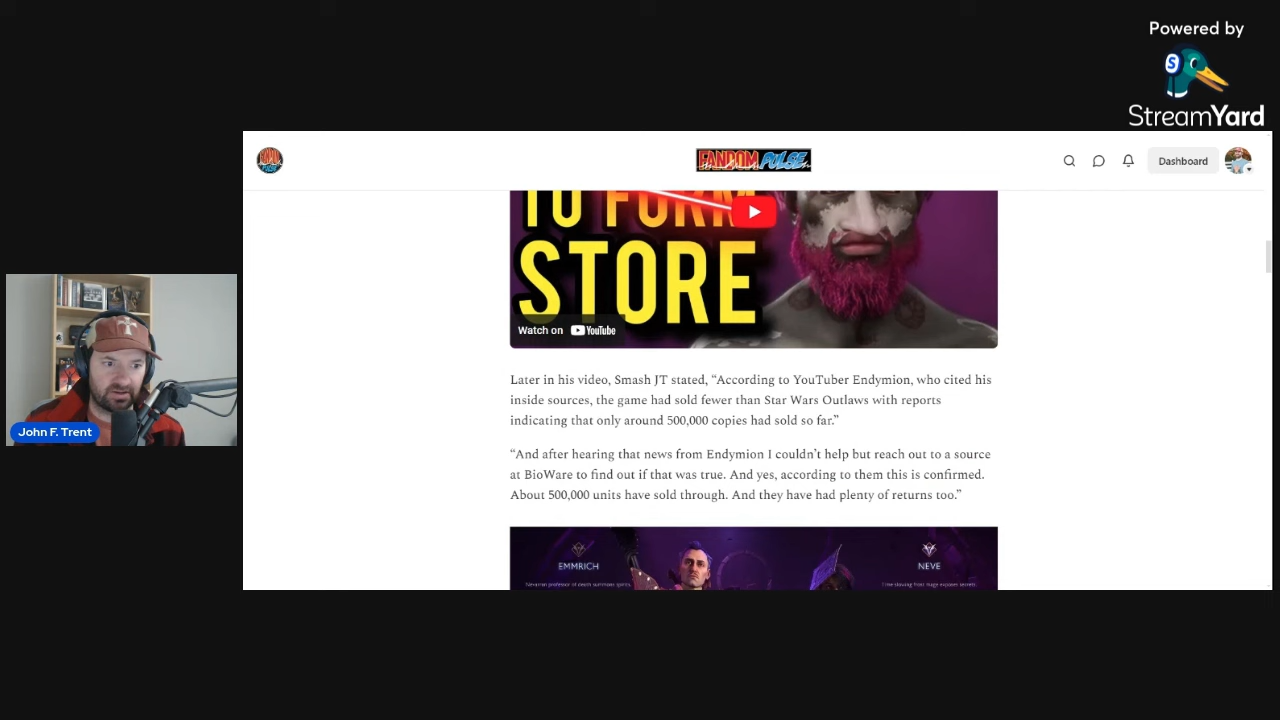 Powered by
S
StreamYard
FANDOM PULSE
Dashboard
TO FORM
STORE
Watch on YouTube
Later in his video, Smash JT stated, “According to YouTuber Endymion, who cited his
inside sources, the game had sold fewer than Star Wars Outlaws with reports
indicating that only around 500,000 copies had sold so far.”
“And after hearing that news from Endymion I couldn’t help but reach out to a source
at BioWare to find out if that was true. And yes, according to them this is confirmed.
About 500,000 units have sold through. And they have had plenty of returns too.”
EMMRICH
NEVE
John F. Trent